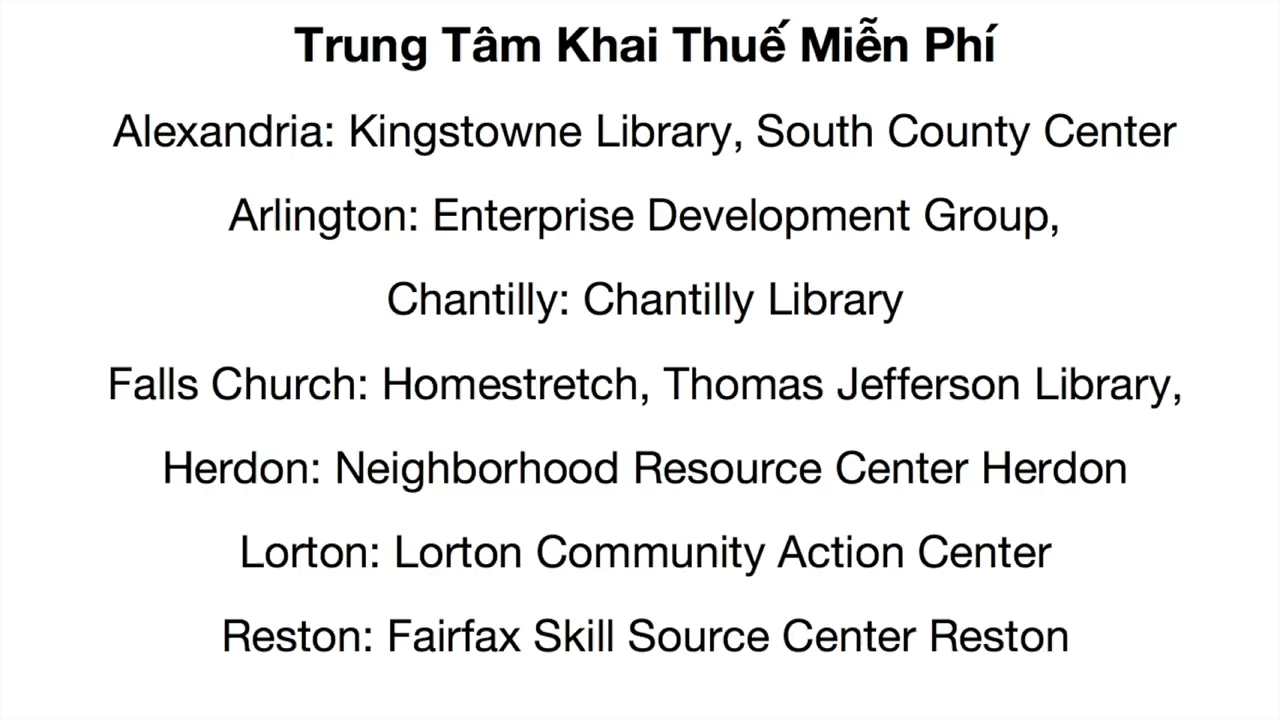 Trung Tâm Khai Thuế Miễn Phí
Alexandria: Kingstowne Library, South County Center
Arlington: Enterprise Development Group,
Chantilly: Chantilly Library
Falls Church: Homestretch, Thomas Jefferson Library,
Herdon: Neighborhood Resource Center Herdon
Lorton: Lorton Community Action Center
Reston: Fairfax Skill Source Center Reston